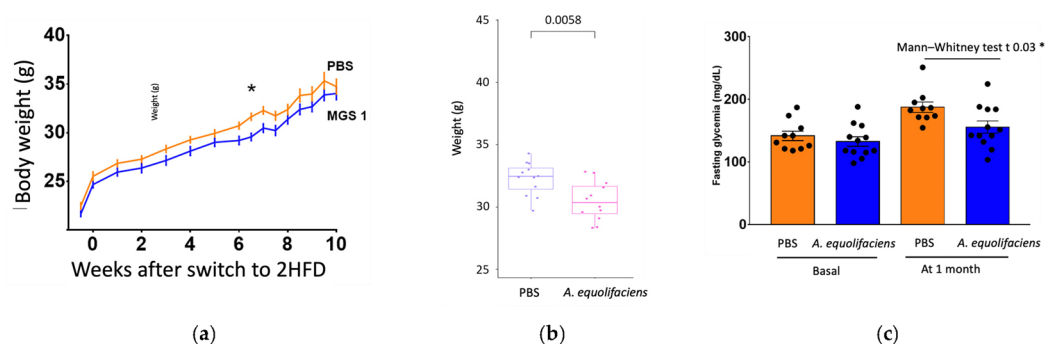 Body weight (g)
40
35
30
25
Weight (g)
*
PBS
MGS 1
0 2 4 6 8 10
Weeks after switch to 2HFD
(a)
Weight (g)
45
40
35
30
25
0.0058
PBS A. equolifaciens
(b)
Fasting glycemia (mg/dL)
300
200
100
0
Mann–Whitney test t 0.03 *
PBS A. equolifaciens PBS A. equolifaciens
Basal At 1 month
(c)